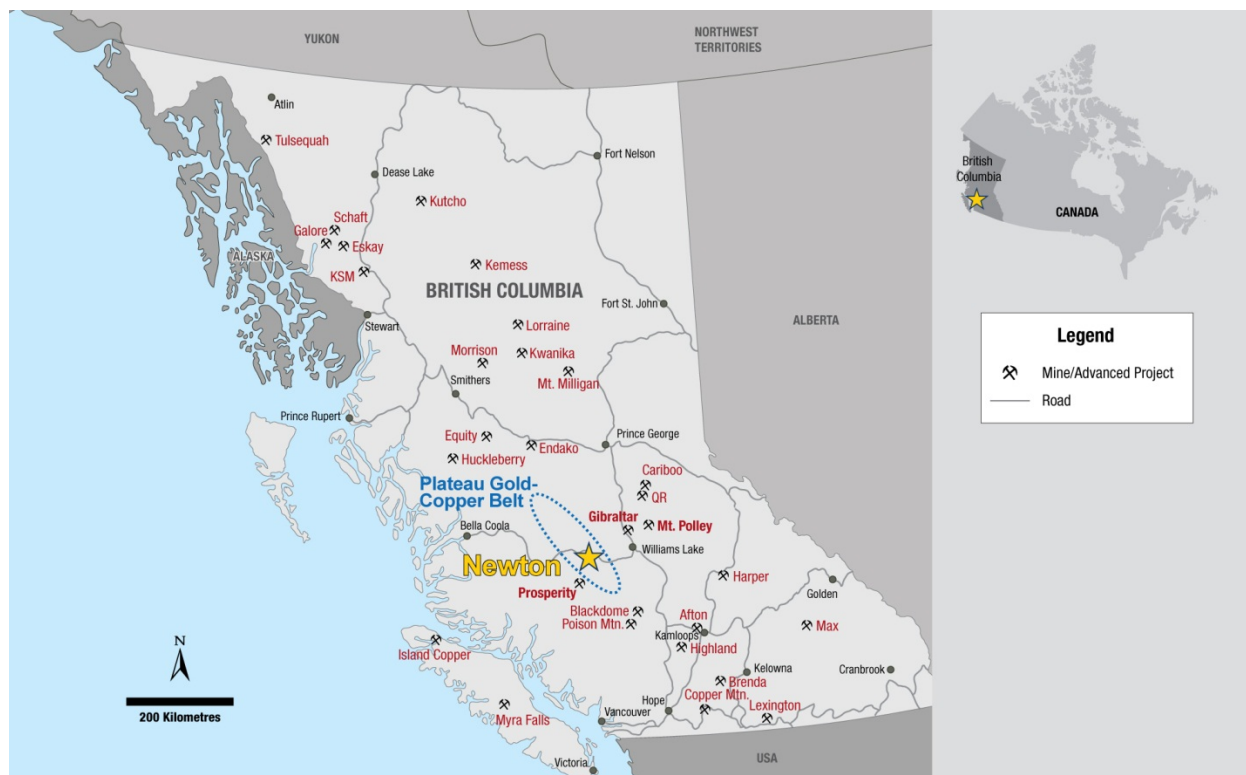 YUKON
NORTHWEST
TERRITORIES
Atlin
Tulsequah
Fort Nelson
Dease Lake
Kutcho
Schaft
Galore
Eskay
ALASKA
KSM
Kemess
BRITISH COLUMBIA
Fort St. John
Stewart
Lorraine
ALBERTA
Morrison
Kwanika
Mt. Milligan
Smithers
Prince Rupert
Equity
Endako
Prince George
Huckleberry
Cariboo
QR
Plateau Gold-
Copper Belt
Gibraltar
Mt. Polley
Bella Coola
Williams Lake
Newton
Prosperity
Harper
Golden
Blackdome
Poison Mtn.
Afton
Max
Kamloops
Highland
Island Copper
Kelowna
Cranbrook
Brenda
Copper Mtn.
Hope
Lexington
Myra Falls
Vancouver
Victoria
USA
N
200 Kilometres
British
Columbia
CANADA
Legend
Mine/Advanced Project
Road